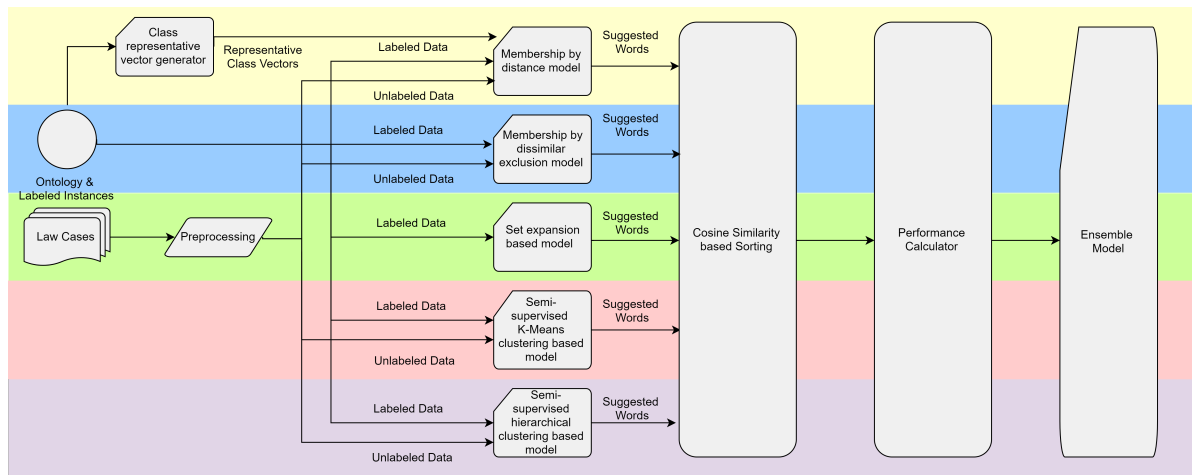 Class
representative
vector generator
Representative
Class Vectors
Labeled Data
Unlabeled Data
Membership by
distance model
Suggested
Words
Ontology &
Labeled Instances
Labeled Data
Unlabeled Data
Membership by
dissimilar
exclusion model
Suggested
Words
Law Cases
Preprocessing
Labeled Data
Set expansion
based model
Suggested
Words
Labeled Data
Unlabeled Data
Semi-
supervised
K-Means
clustering based
model
Suggested
Words
Labeled Data
Unlabeled Data
Semi-
supervised
hierarchical
clustering based
model
Suggested
Words
Cosine Similarity
based Sorting
Performance
Calculator
Ensemble
Model